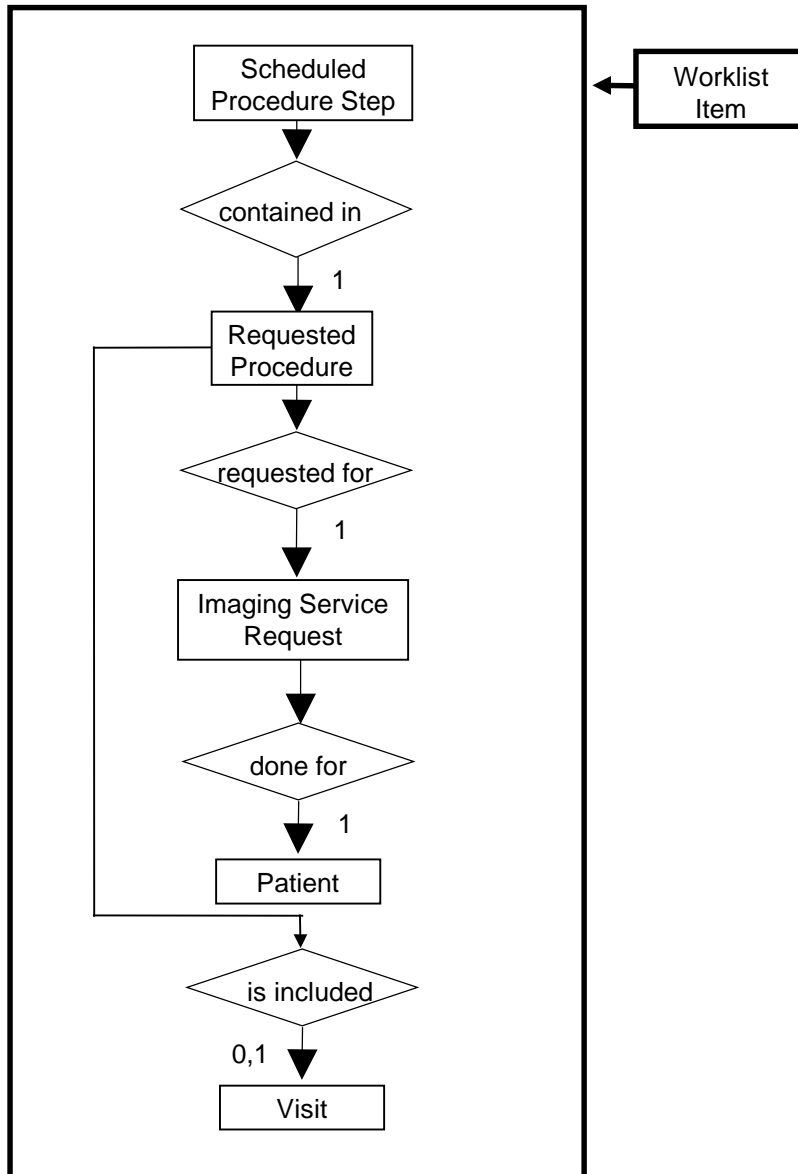 Scheduled
Procedure Step
Worklist
Item
contained in
1
Requested
Procedure
requested for
1
Imaging Service
Request
done for
1
Patient
is included
0,1
Visit